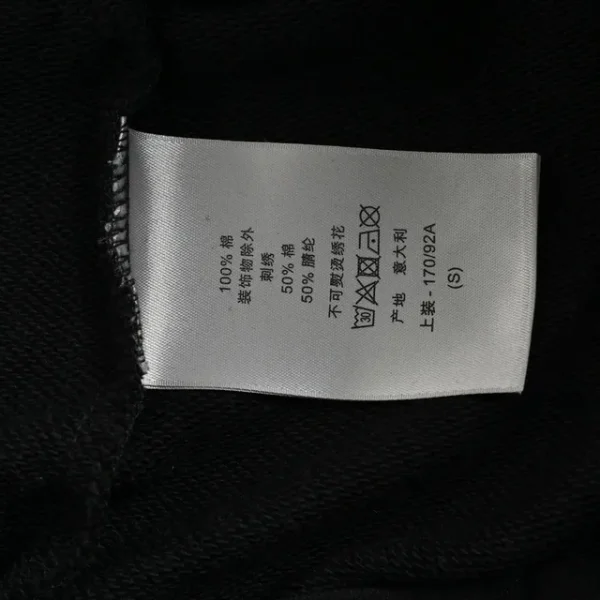 100% 棉
装饰物除外
刺绣
50% 棉
50% 腈纶
不可熨烫绣花
30
产地 意大利
上装 - 170/92A
(S)